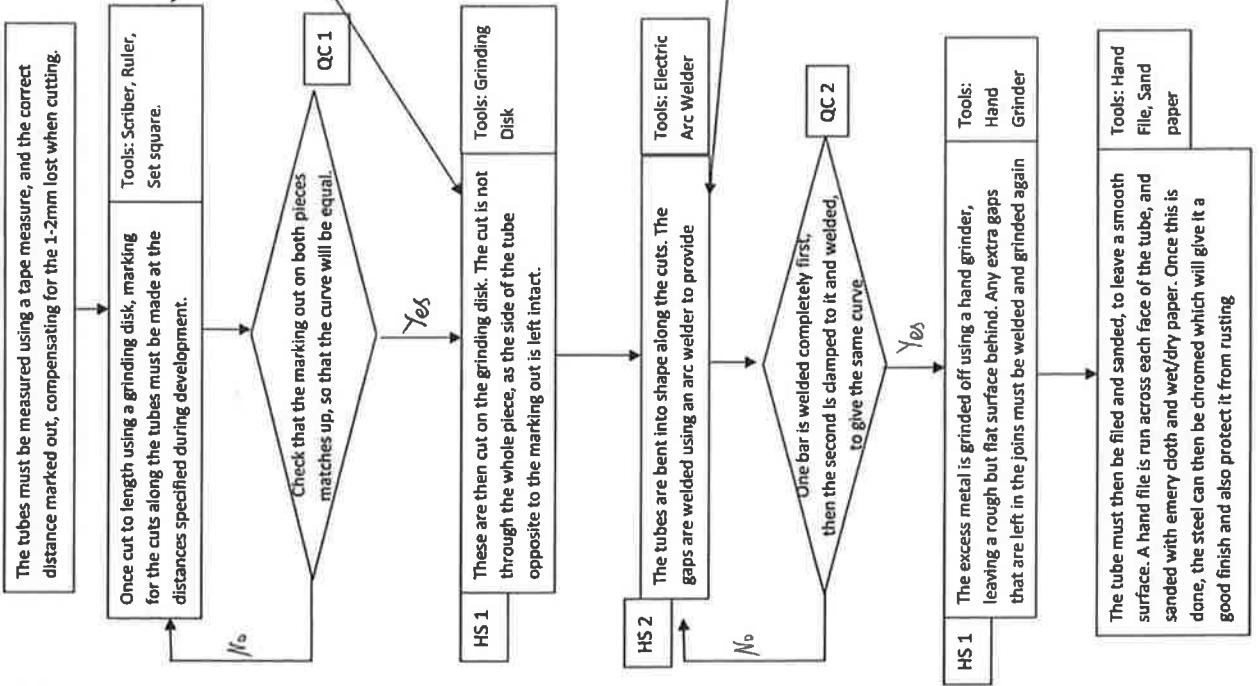 The tubes must be measured using a tape measure, and the correct
distance marked out, compensating for the 1-2mm lost when cutting.
Once cut to length using a grinding disk, marking
for the cuts along the tubes must be made at the
distances specified during development.
Tools: Scriber, Ruler,
Set square.
No
Check that the marking out on both pieces
matches up, so that the curve will be equal.
QC 1
Yes
HS 1
These are then cut on the grinding disk. The cut is not
through the whole piece, as the side of the tube
opposite to the marking out is left intact.
Tools: Grinding
Disk
HS 2
The tubes are bent into shape along the cuts. The
gaps are welded using an arc welder to provide
Tools: Electric
Arc Welder
No
One bar is welded completely first,
then the second is clamped to it and welded,
to give the same curve
QC 2
Yes
HS 1
The excess metal is grinded off using a hand grinder,
leaving a rough but flat surface behind. Any extra gaps
that are left in the joins must be welded and grinded again
Tools:
Hand
Grinder
The tube must then be filed and sanded, to leave a smooth
surface. A hand file is run across each face of the tube, and
sanded with emery cloth and wet/dry paper. Once this is
done, the steel can then be chromed which will give it a
good finish and also protect it from rusting
Tools: Hand
File, Sand
paper